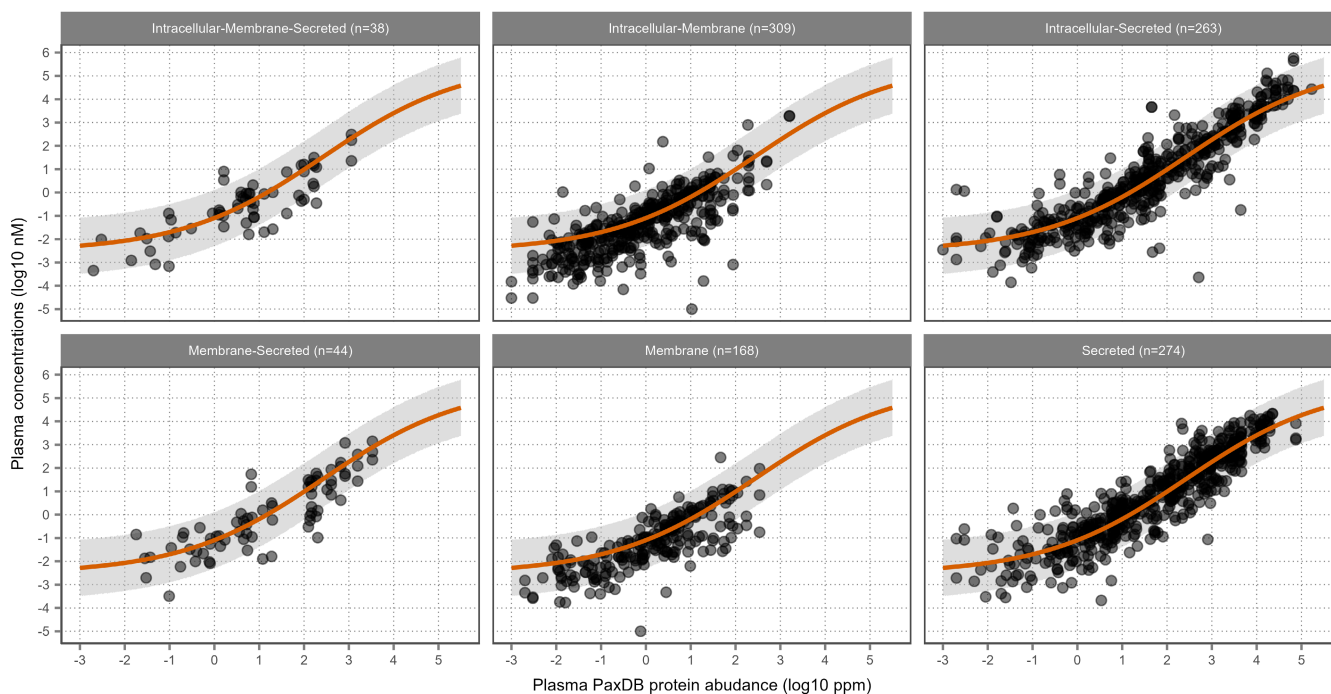 Intracellular-Membrane-Secreted (n=38)
Intracellular-Membrane (n=309)
Intracellular-Secreted (n=263)
6
5
4
3
2
1
0
-1
-2
-3
-4
-5
Membrane-Secreted (n=44)
Membrane (n=168)
Secreted (n=274)
6
5
4
3
2
1
0
-1
-2
-3
-4
-5
-3 -2 -1 0 1 2 3 4 5
-3 -2 -1 0 1 2 3 4 5
-3 -2 -1 0 1 2 3 4 5
Plasma concentrations (log10 nM)
Plasma PaxDB protein abudance (log10 ppm)